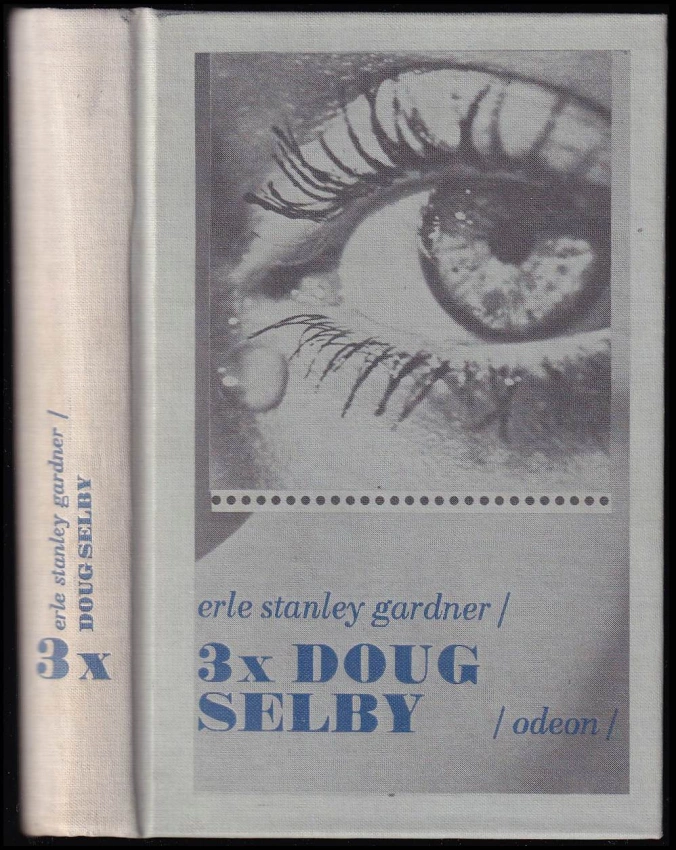 erle stanley gardner /
DOUG SELBY
3x
erle stanley gardner /
3x DOUG
SELBY
/ odeon /